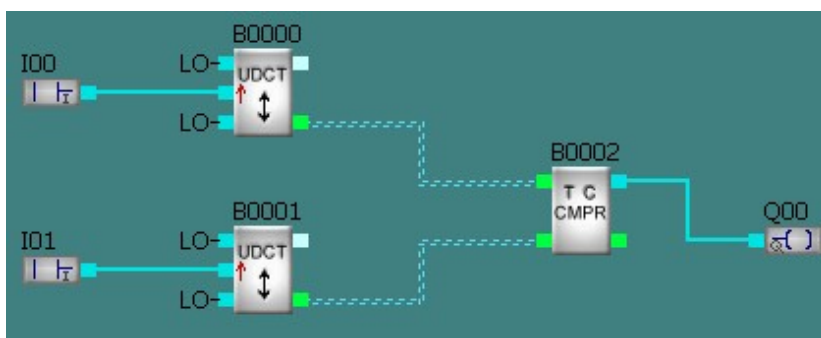 B0000
I00
LO-
UDCT
LO-
B0002
T C
CMPR
Q00
B0001
I01
LO-
UDCT
LO-